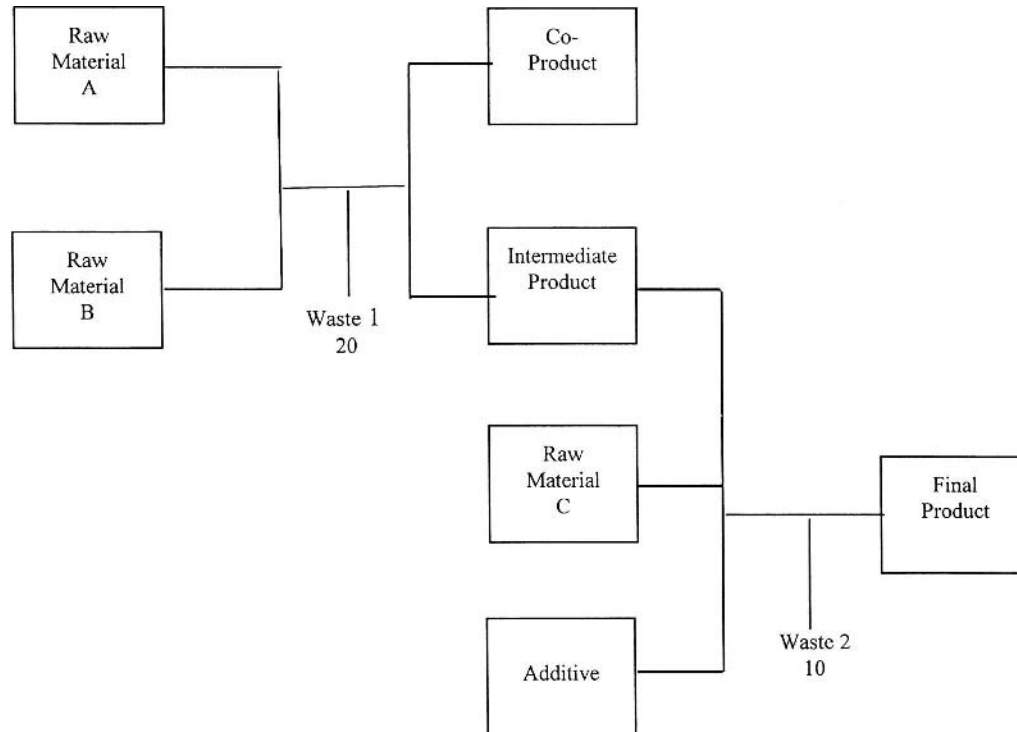 Raw
Material
A
Co-
Product
Raw
Material
B
Waste 1
20
Intermediate
Product
Raw
Material
C
Final
Product
Additive
Waste 2
10